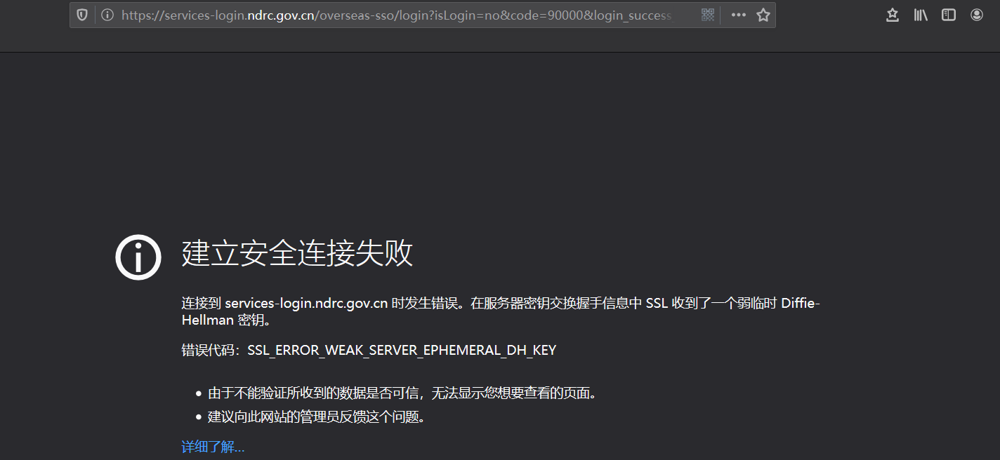 https://services-login.ndrc.gov.cn/overseas-sso/login?isLogin=no&code=90000&login_success_
建立安全连接失败
连接到 services-login.ndrc.gov.cn 时发生错误。在服务器密钥交换握手信息中 SSL 收到了一个弱临时 Diffie-
Hellman 密钥。
错误代码：SSL_ERROR_WEAK_SERVER_EPHEMERAL_DH_KEY
• 由于不能验证所收到的数据是否可信，无法显示您想要查看的页面。
• 建议向此网站的管理员反馈这个问题。
详细了解...